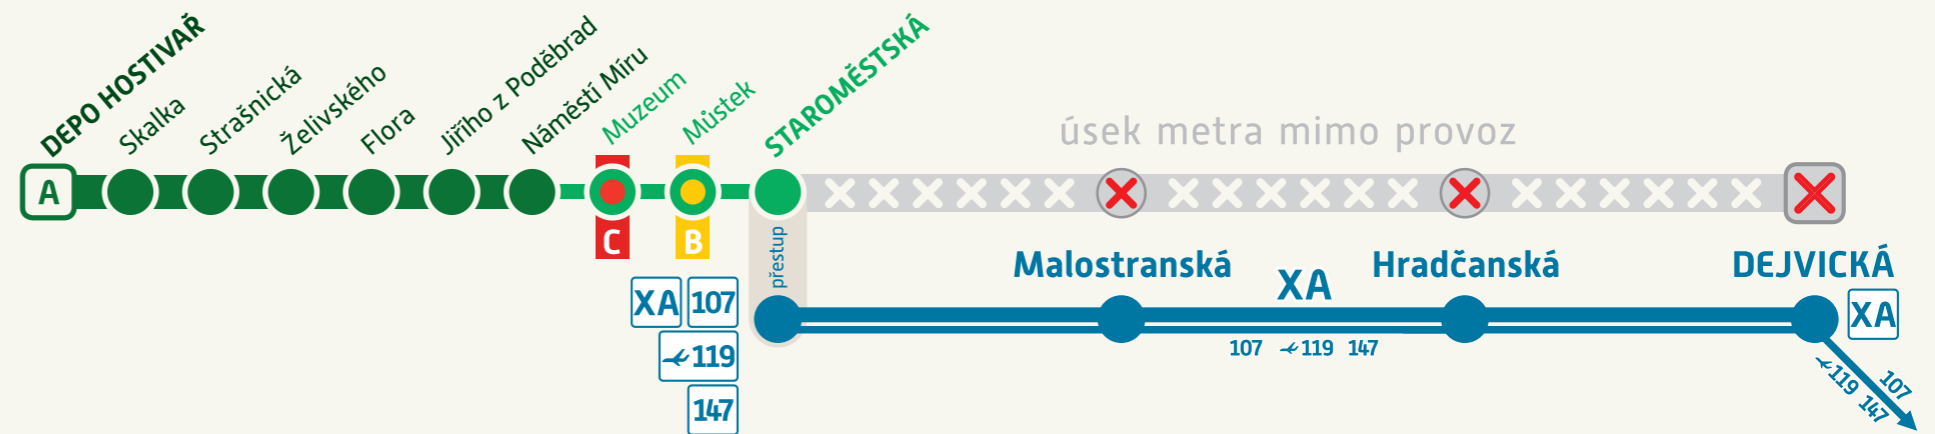 DEPO HOSTIVAŘ
Skalka
Strašnická
Želivského
Flora
Jiřího z Poděbrad
Náměstí Míru
Muzeum
Můstek
STAROMĚSTSKÁ
úsek metra mimo provoz
A
C
B
přestup
Malostranská
XA
Hradčanská
DEJVICKÁ
XA 107
119
147
XA
107 119 147
107
119 147